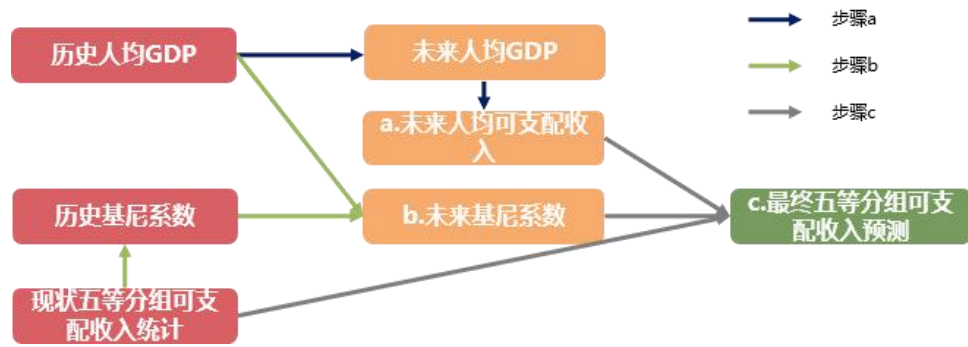 历史人均GDP
未来人均GDP
a.未来人均可支配收
入
历史基尼系数
b.未来基尼系数
c.最终五等分组可支
配收入预测
现状五等分组可支
配收入统计
步骤a
步骤b
步骤c